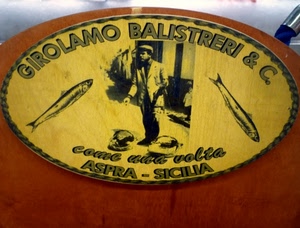 GIROLAMO BALISTRERI & C.
come una volta
ASPRA - SICILIA